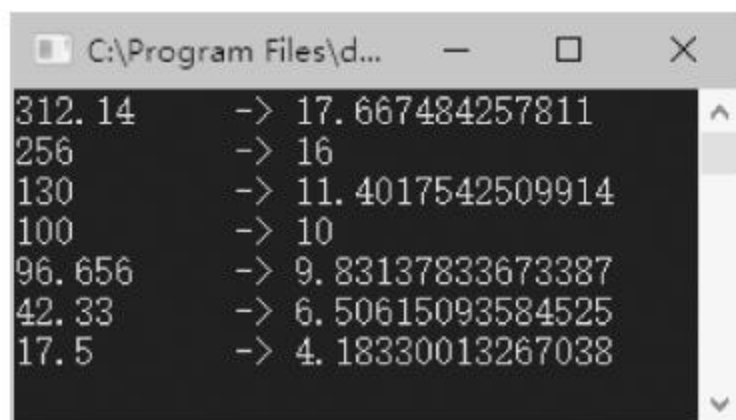 C:\Program Files\d...
312.14 -> 17.667484257811
256 -> 16
130 -> 11.4017542509914
100 -> 10
96.656 -> 9.83137833673387
42.33 -> 6.50615093584525
17.5 -> 4.18330013267038